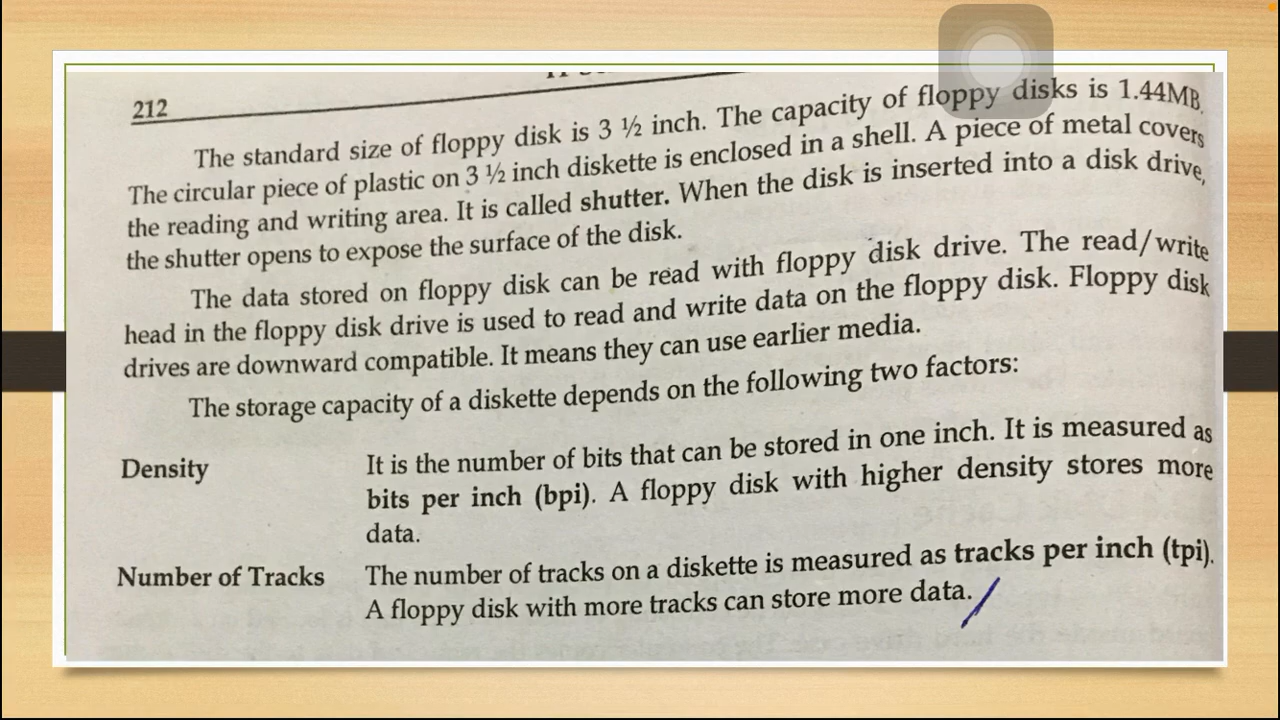 212
The standard size of floppy disk is 3 ½ inch. The capacity of floppy disks is 1.44MB.
The circular piece of plastic on 3 ½ inch diskette is enclosed in a shell. A piece of metal covers
the reading and writing area. It is called shutter. When the disk is inserted into a disk drive,
the shutter opens to expose the surface of the disk.
The data stored on floppy disk can be read with floppy disk drive. The read/write
head in the floppy disk drive is used to read and write data on the floppy disk. Floppy disk
drives are downward compatible. It means they can use earlier media.
The storage capacity of a diskette depends on the following two factors:
Density It is the number of bits that can be stored in one inch. It is measured as
bits per inch (bpi). A floppy disk with higher density stores more
data.
Number of Tracks The number of tracks on a diskette is measured as tracks per inch (tpi).
A floppy disk with more tracks can store more data.